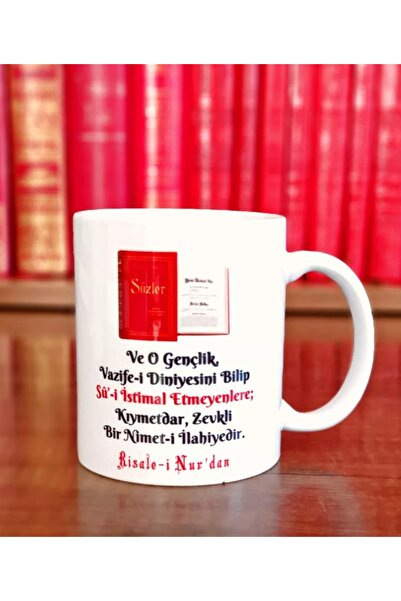 Sözler
Ve O Gençlik,
Vazife-i Diniyesini Bilip
Sû'-i İstimal Etmeyenlere;
Kıymetdar, Zevkli
Bir Nimet-i İlahiyedir.
Risale-i Nur'dan